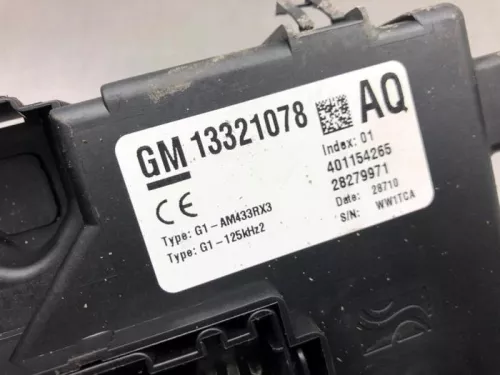 GM 13321078 AQ
Index: 01
401154265
28279971
Date: 28710
S/N: WW1TCA
CE
Type: G1-AM433RX3
Type: G1-125kHz2